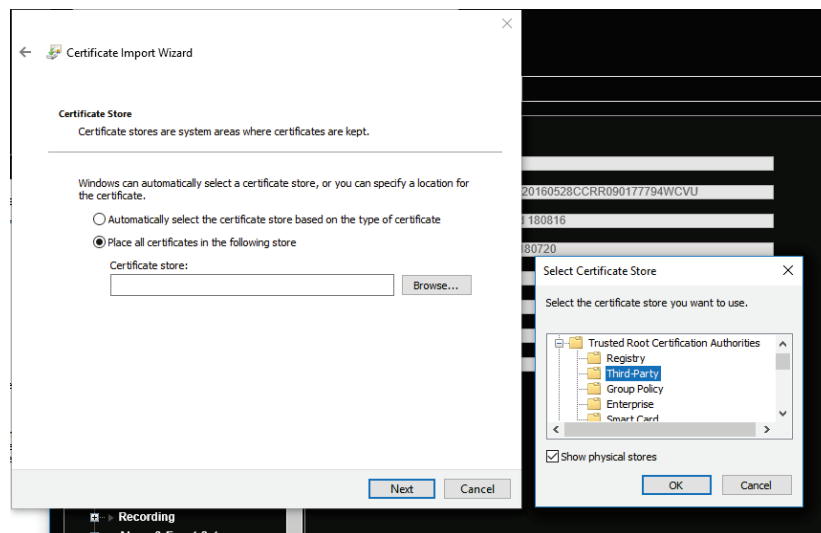 Certificate Import Wizard
Certificate Store
Certificate stores are system areas where certificates are kept.
Windows can automatically select a certificate store, or you can specify a location for
the certificate.
Automatically select the certificate store based on the type of certificate
Place all certificates in the following store
Certificate store:
Browse...
Next
Cancel
20160528CCRR090177794WCVU
180816
180720
Select Certificate Store
Select the certificate store you want to use.
Trusted Root Certification Authorities
Registry
Third-Party
Group Policy
Enterprise
Smart Card
Show physical stores
OK
Cancel
Recording